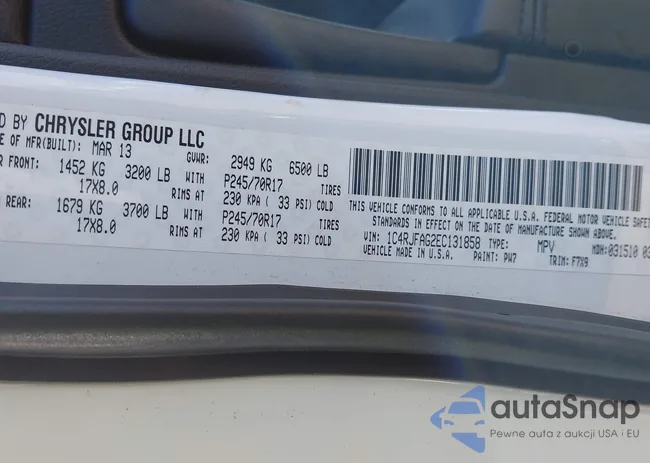 D BY CHRYSLER GROUP LLC
E OF MFR(BUILT): MAR 13 GVWR: 2949 KG 6500 LB
R FRONT: 1452 KG 3200 LB WITH P245/70R17 TIRES
17X8.0 RIMS AT 230 KPA ( 33 PSI) COLD
R REAR: 1679 KG 3700 LB WITH P245/70R17 TIRES
17X8.0 RIMS AT 230 KPA ( 33 PSI) COLD
THIS VEHICLE CONFORMS TO ALL APPLICABLE U.S.A. FEDERAL MOTOR VEHICLE SAFET
STANDARDS IN EFFECT ON THE DATE OF MANUFACTURE SHOWN ABOVE.
VIN: 1C4RJFAG2EC131858 TYPE: MPV MDH: 031510 03
VEHICLE MADE IN U.S.A. PAINT: PW7 TRIM: F7X9
autoSnap
Pewne auta z aukcji USA i EU